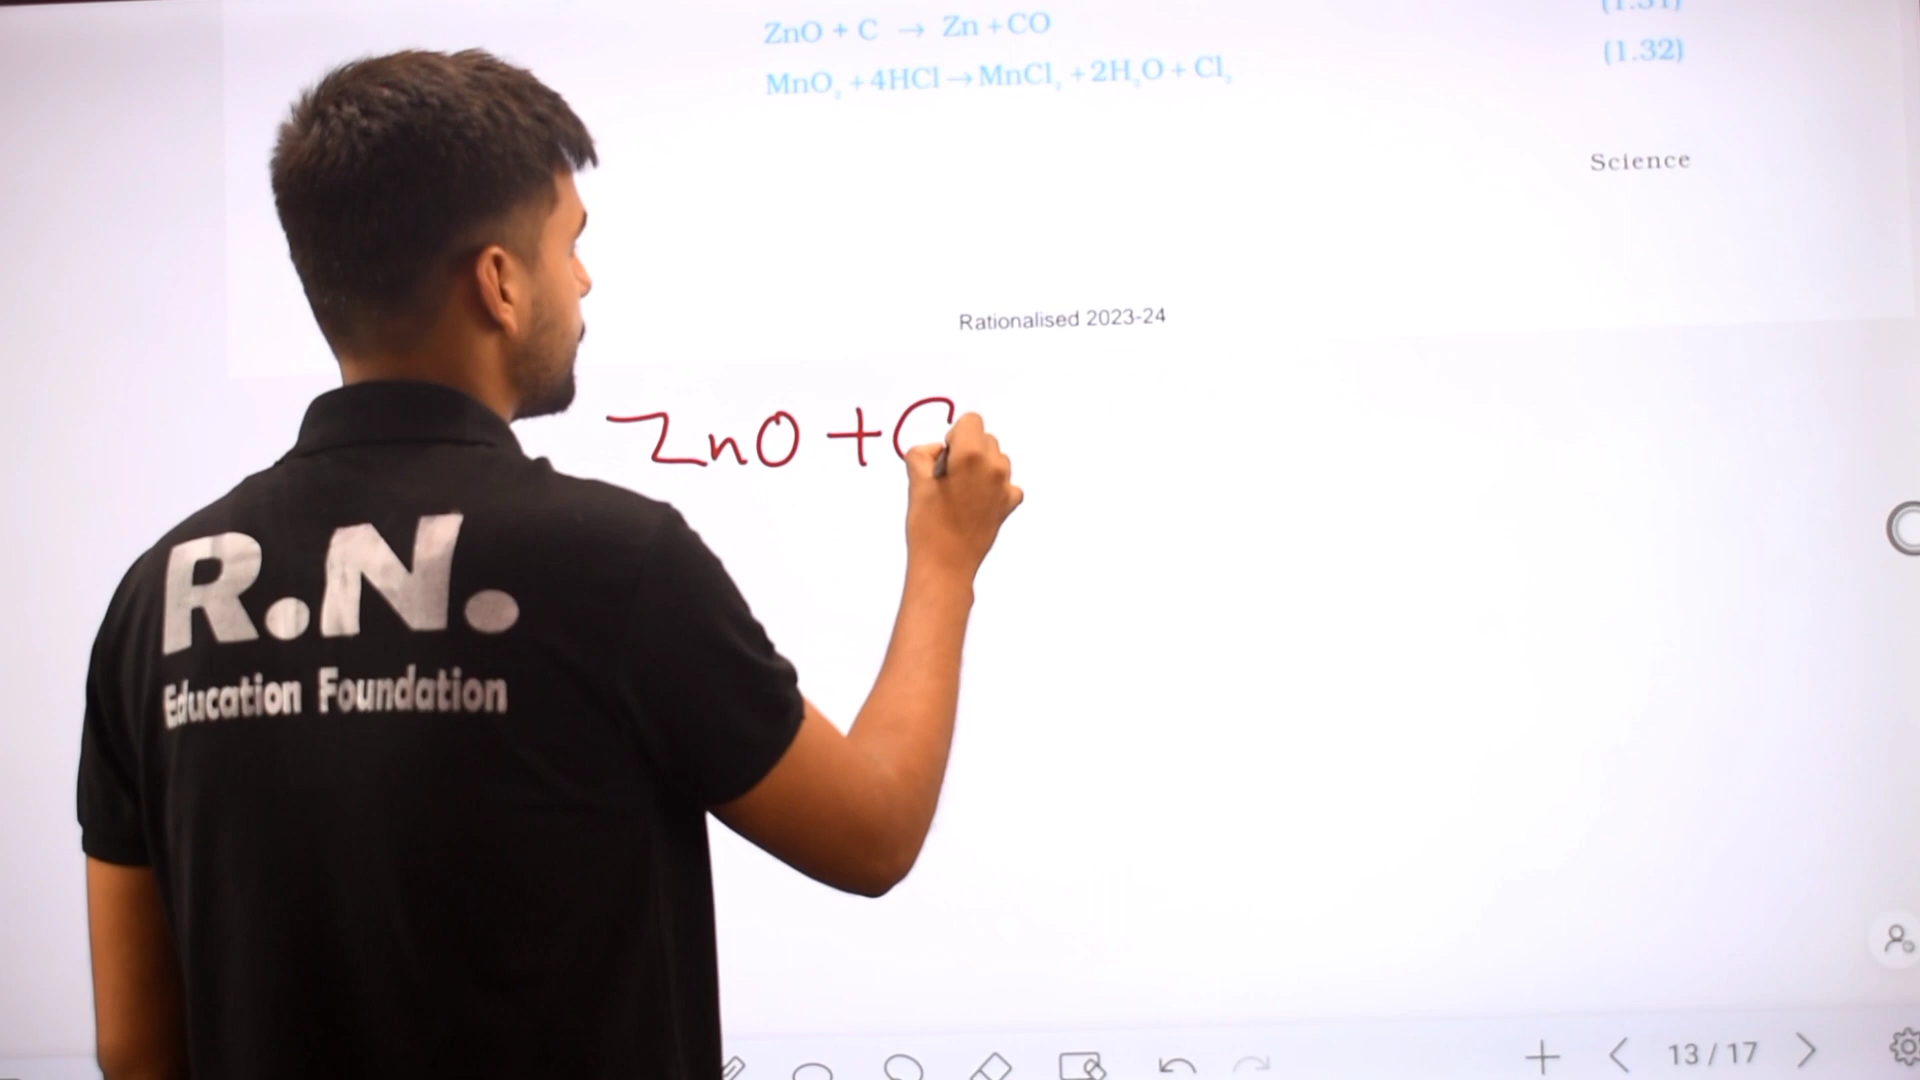 (1.31)
ZnO + C → Zn + CO
(1.32)
MnO₂ + 4HCl → MnCl₂ + 2H₂O + Cl₂
Science
Rationalised 2023-24
ZnO + C
R.N.
Education Foundation
13 / 17